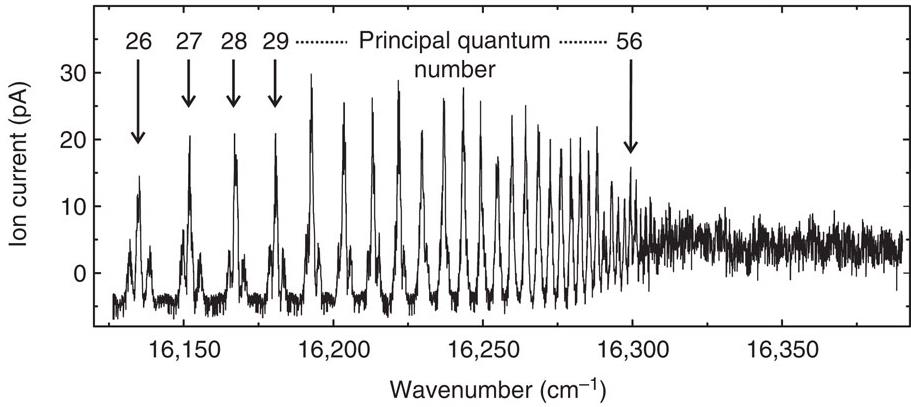 26 27 28 29 Principal quantum number 56
30
20
10
0
Ion current (pA)
16,150 16,200 16,250 16,300 16,350
Wavenumber (cm⁻¹)